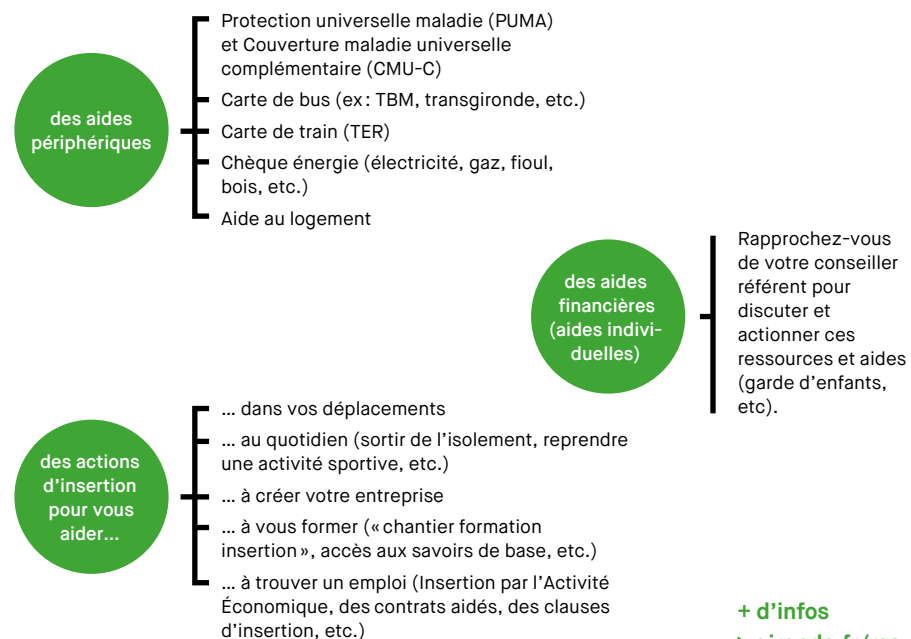 des aides
périphériques
Protection universelle maladie (PUMA)
et Couverture maladie universelle
complémentaire (CMU-C)
Carte de bus (ex : TBM, transgironde, etc.)
Carte de train (TER)
Chèque énergie (électricité, gaz, fioul,
bois, etc.)
Aide au logement
des aides
financières
(aides indivi-
duelles)
Rapprochez-vous
de votre conseiller
référent pour
discuter et
actionner ces
ressources et aides
(garde d’enfants,
etc).
des actions
d’insertion
pour vous
aider...
... dans vos déplacements
... au quotidien (sortir de l’isolement, reprendre
une activité sportive, etc.)
... à créer votre entreprise
... à vous former (« chantier formation
insertion », accès aux savoirs de base, etc.)
... à trouver un emploi (Insertion par l’Activité
Économique, des contrats aidés, des clauses
d’insertion, etc.)
+ d’infos